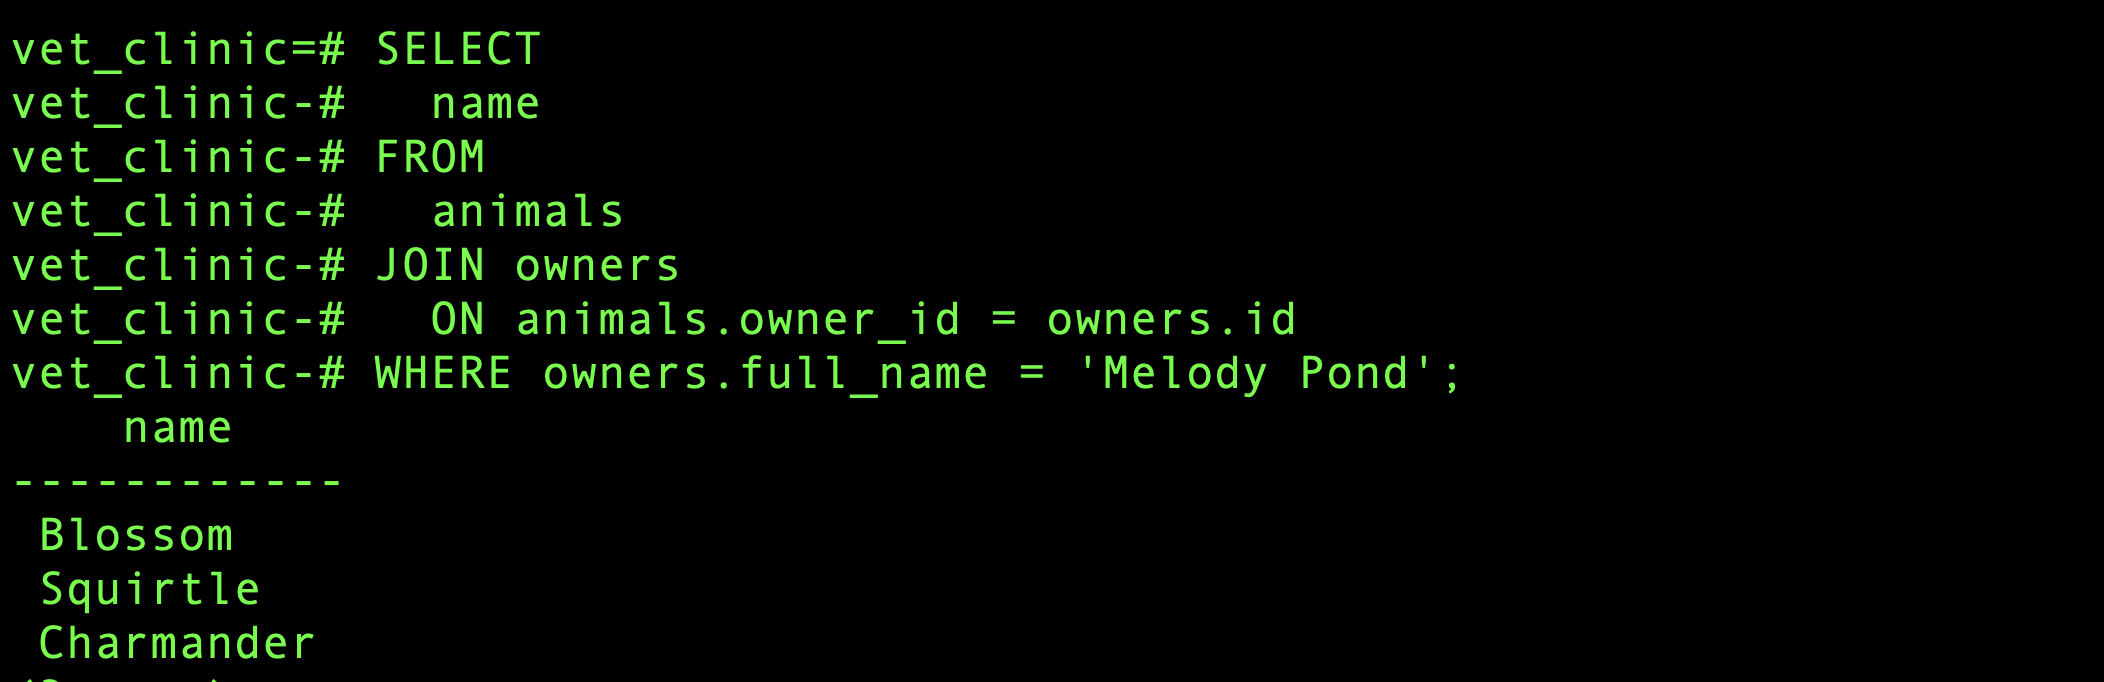 vet_clinic=# SELECT
vet_clinic-#   name
vet_clinic-# FROM
vet_clinic-#   animals
vet_clinic-# JOIN owners
vet_clinic-#   ON animals.owner_id = owners.id
vet_clinic-# WHERE owners.full_name = 'Melody Pond';
    name
------------
 Blossom
 Squirtle
 Charmander